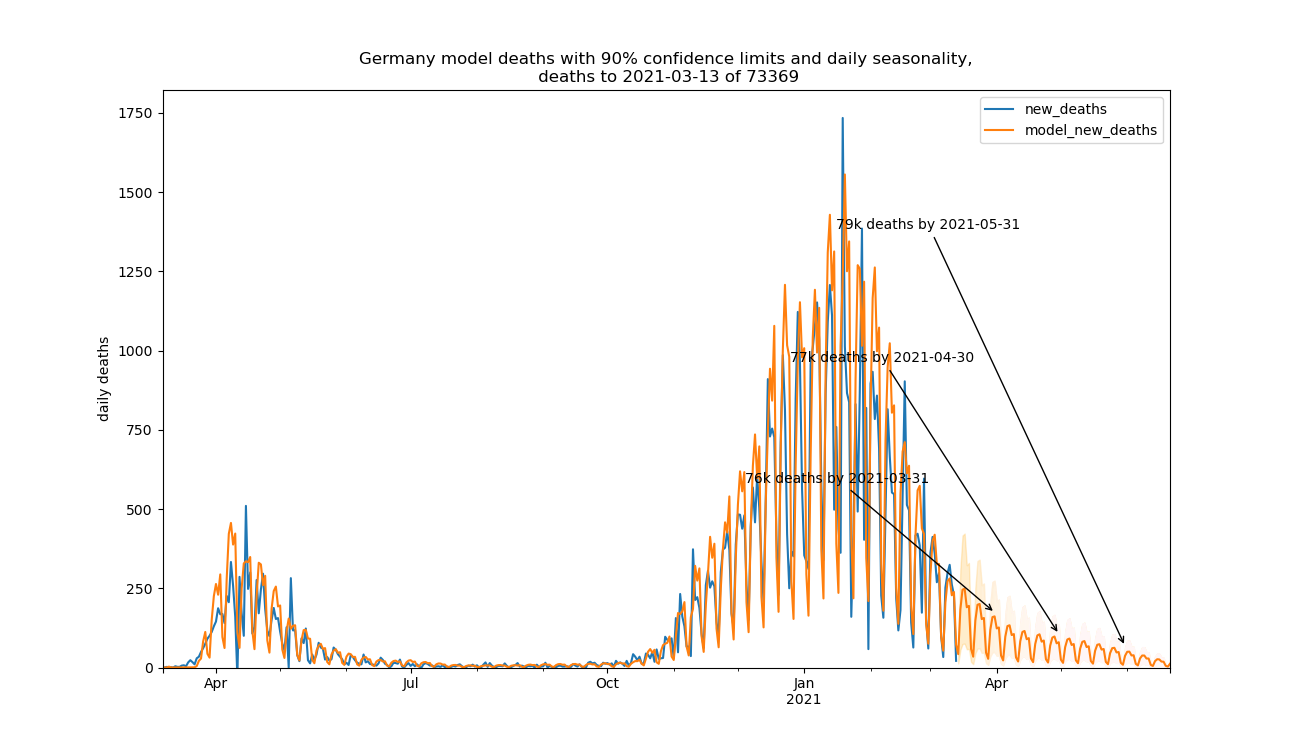 Germany model deaths with 90% confidence limits and daily seasonality,
deaths to 2021-03-13 of 73369
new_deaths
model_new_deaths
daily deaths
1750
1500
1250
1000
750
500
250
0
79k deaths by 2021-05-31
77k deaths by 2021-04-30
76k deaths by 2021-03-31
Apr
Jul
Oct
Jan
2021
Apr